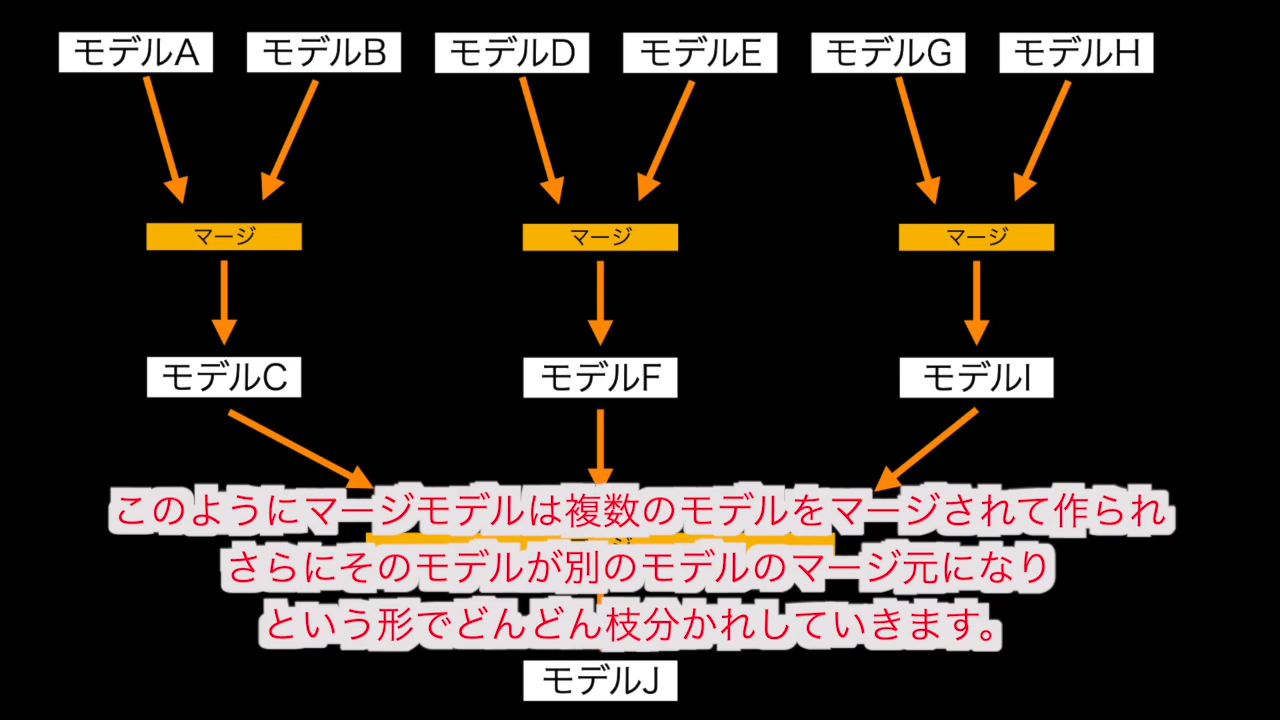 モデルA
モデルB
モデルD
モデルE
モデルG
モデルH
マージ
マージ
マージ
モデルC
モデルF
モデルI
このようにマージモデルは複数のモデルをマージされて作られ
さらにそのモデルが別のモデルのマージ元になり
という形でどんどん枝分かれしていきます。
モデルJ